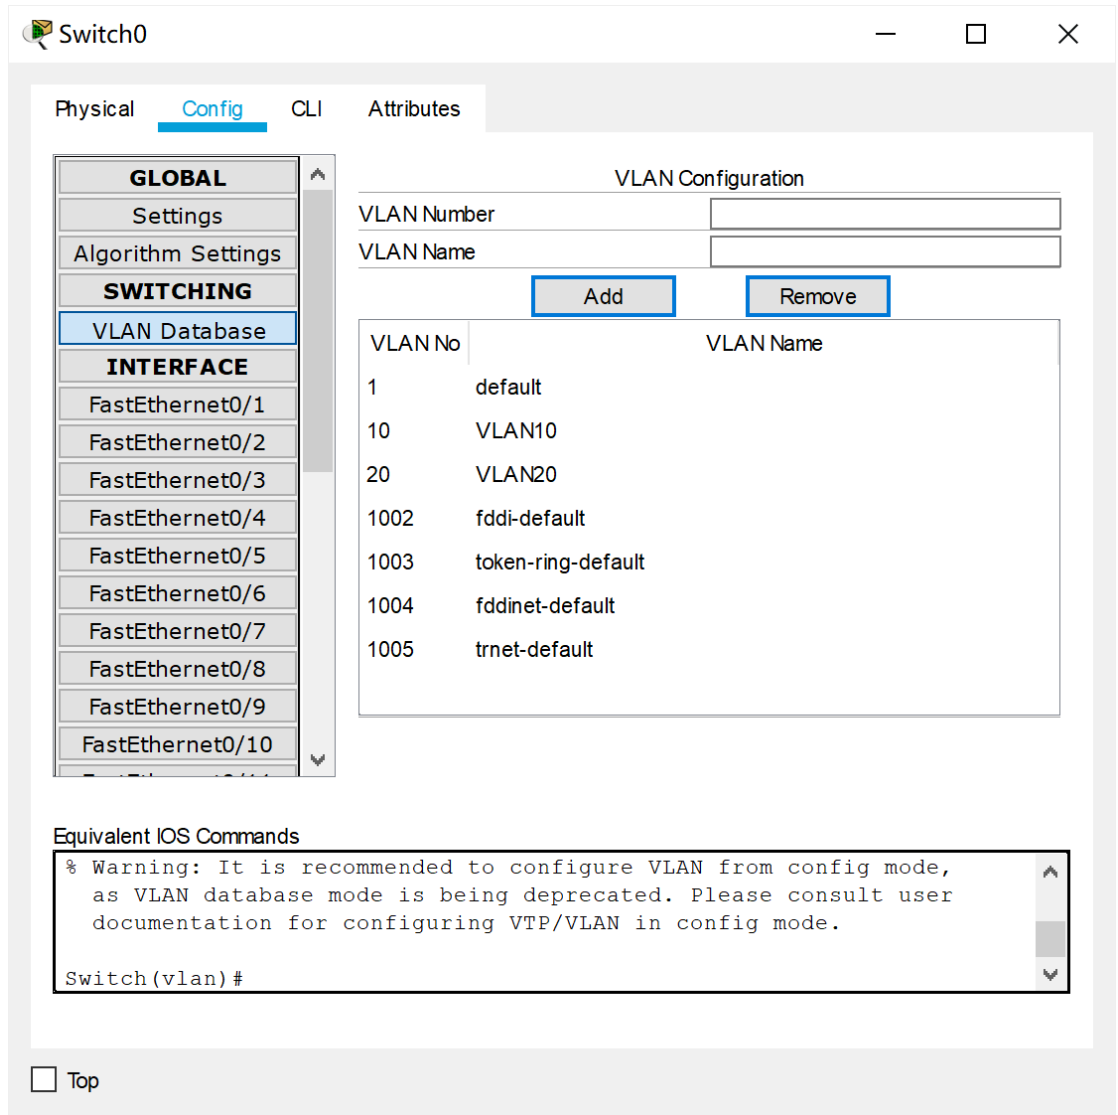 Switch0
Physical Config CLI Attributes
GLOBAL
Settings
Algorithm Settings
SWITCHING
VLAN Database
INTERFACE
FastEthernet0/1
FastEthernet0/2
FastEthernet0/3
FastEthernet0/4
FastEthernet0/5
FastEthernet0/6
FastEthernet0/7
FastEthernet0/8
FastEthernet0/9
FastEthernet0/10
VLAN Configuration
VLAN Number
VLAN Name
Add Remove
VLAN No VLAN Name
1 default
10 VLAN10
20 VLAN20
1002 fddi-default
1003 token-ring-default
1004 fddinet-default
1005 trnet-default
Equivalent IOS Commands
% Warning: It is recommended to configure VLAN from config mode,
as VLAN database mode is being deprecated. Please consult user
documentation for configuring VTP/VLAN in config mode.
Switch(vlan)#
Top